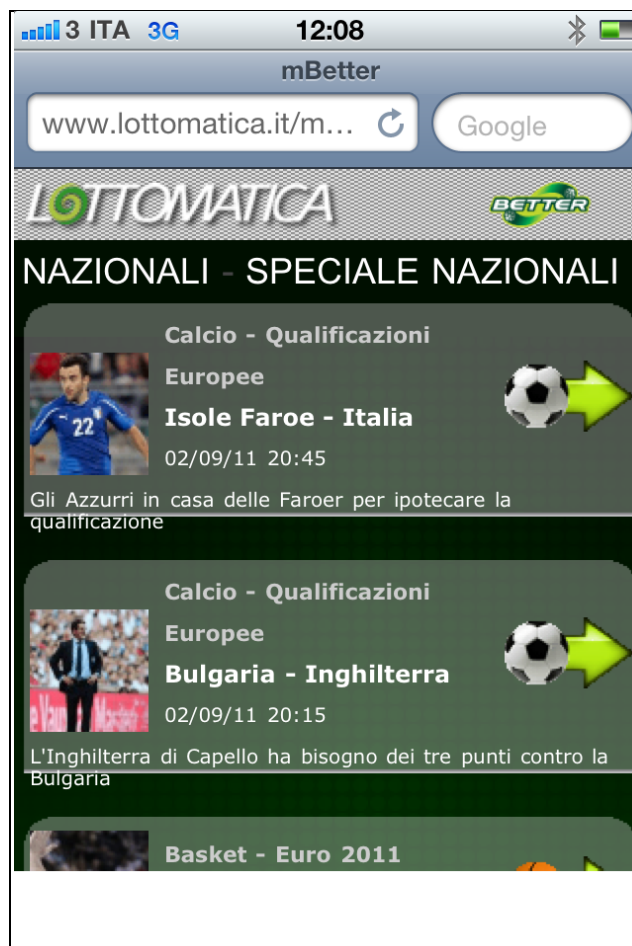 3 ITA 3G 12:08
mBetter
www.lottomatica.it/m... Google
LOTTOMATICA BETTER
NAZIONALI - SPECIALE NAZIONALI
Calcio - Qualificazioni
Europee
Isole Faroe - Italia
02/09/11 20:45
22
Gli Azzurri in casa delle Faroer per ipotecare la
qualificazione
Calcio - Qualificazioni
Europee
Bulgaria - Inghilterra
02/09/11 20:15
L'Inghilterra di Capello ha bisogno dei tre punti contro la
Bulgaria
Basket - Euro 2011